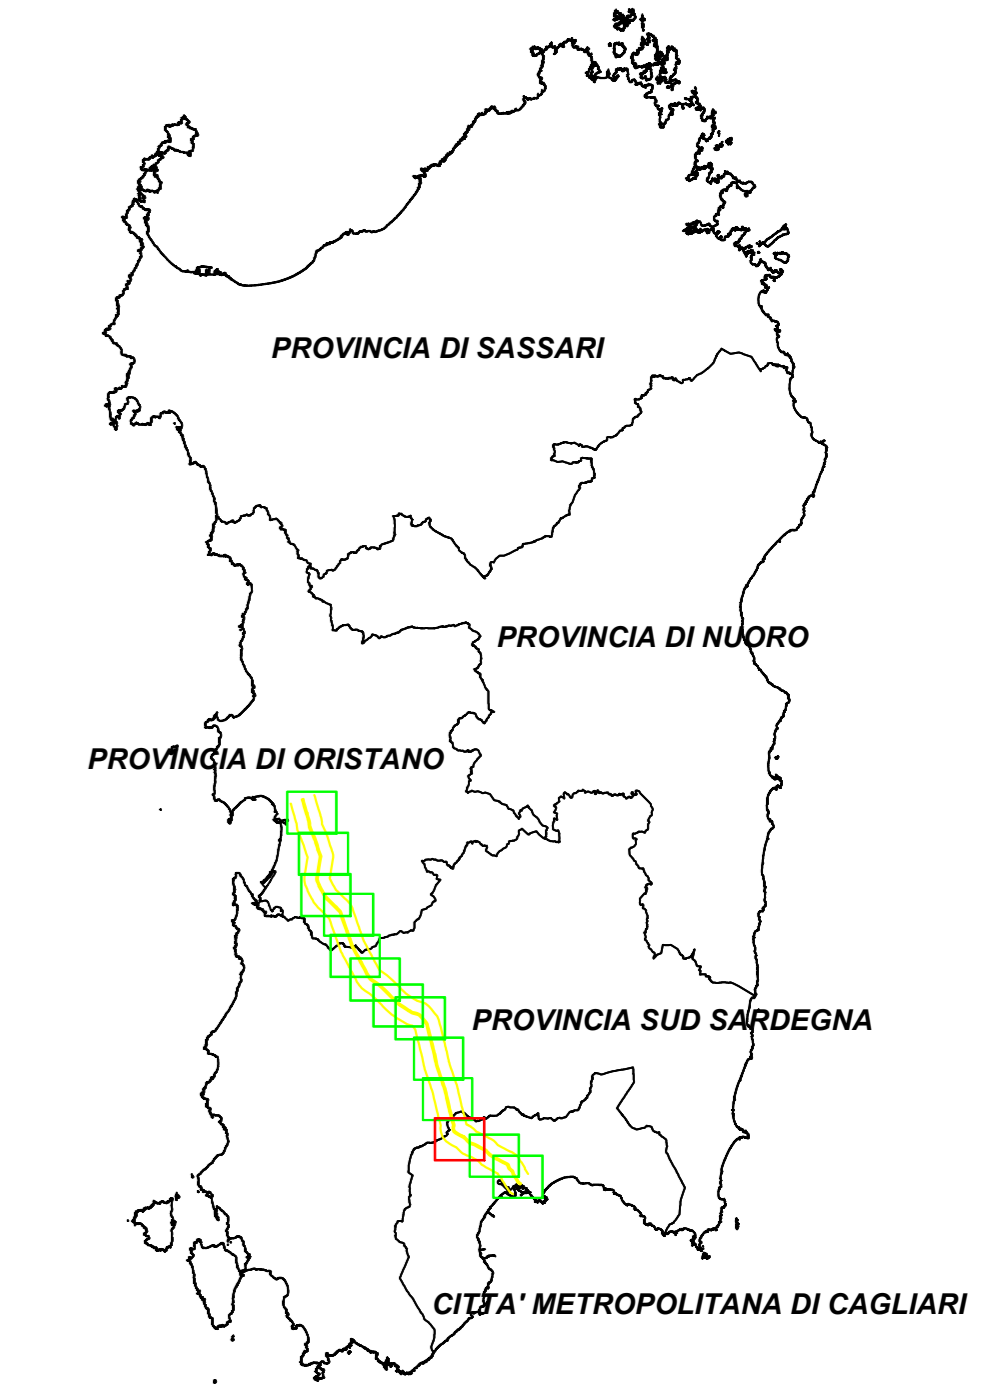 PROVINCIA DI SASSARI
PROVINCIA DI NUORO
PROVINCIA DI ORISTANO
PROVINCIA SUD SARDEGNA
CITTA' METROPOLITANA DI CAGLIARI